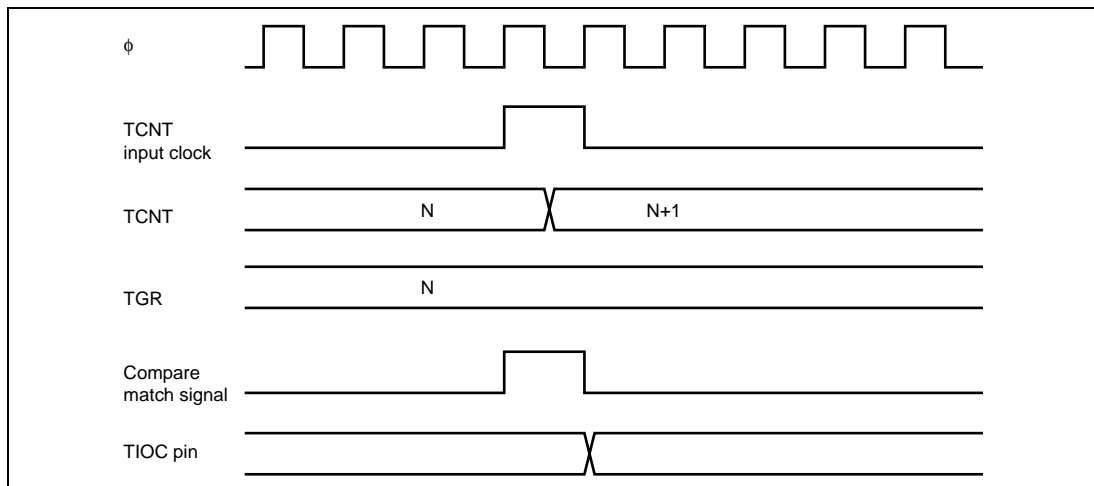 ϕ
TCNT
input clock
TCNT
N
N+1
TGR
N
Compare
match signal
TIOC pin